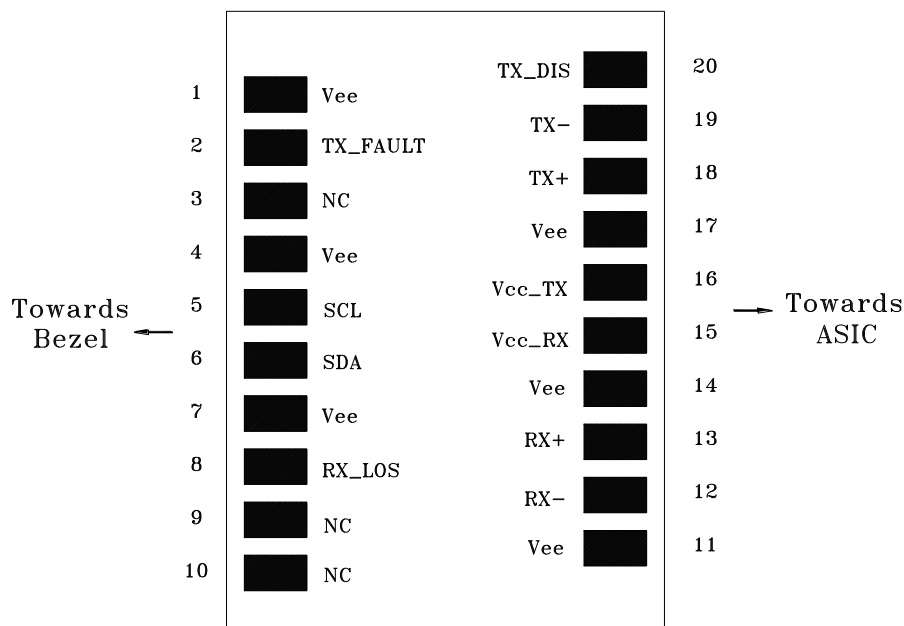 1 Vee
2 TX_FAULT
3 NC
4 Vee
5 SCL
6 SDA
7 Vee
8 RX_LOS
9 NC
10 NC
Towards
Bezel
TX_DIS 20
TX− 19
TX+ 18
Vee 17
Vcc_TX 16
Vcc_RX 15
Vee 14
RX+ 13
RX− 12
Vee 11
Towards
ASIC